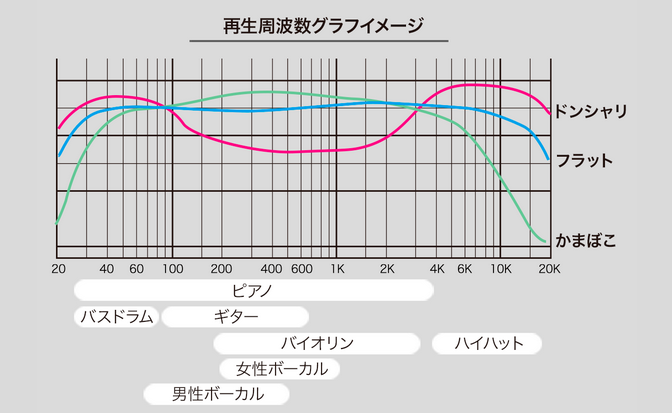 再生周波数グラフイメージ
ドンシャリ
フラット
かまぼこ
20 40 60 100 200 400 600 1K 2K 4K 6K 10K 20K
ピアノ
バスドラム ギター
バイオリン ハイハット
女性ボーカル
男性ボーカル